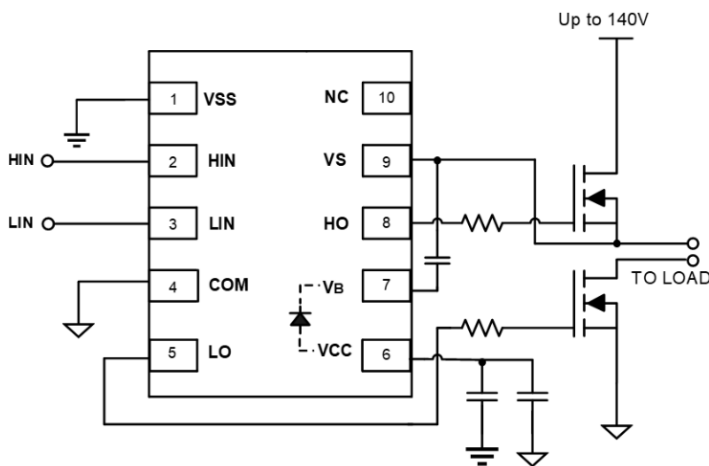 Up to 140V
1 VSS
NC 10
HIN 2 HIN
VS 9
LIN 3 LIN
HO 8
4 COM
VB 7
TO LOAD
5 LO
VCC 6